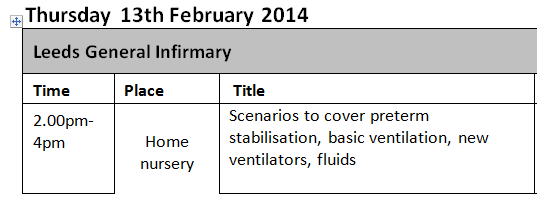 Thursday 13th February 2014
Leeds General Infirmary
Time Place Title
2.00pm-
4pm
Home
nursery
Scenarios to cover preterm
stabilisation, basic ventilation, new
ventilators, fluids